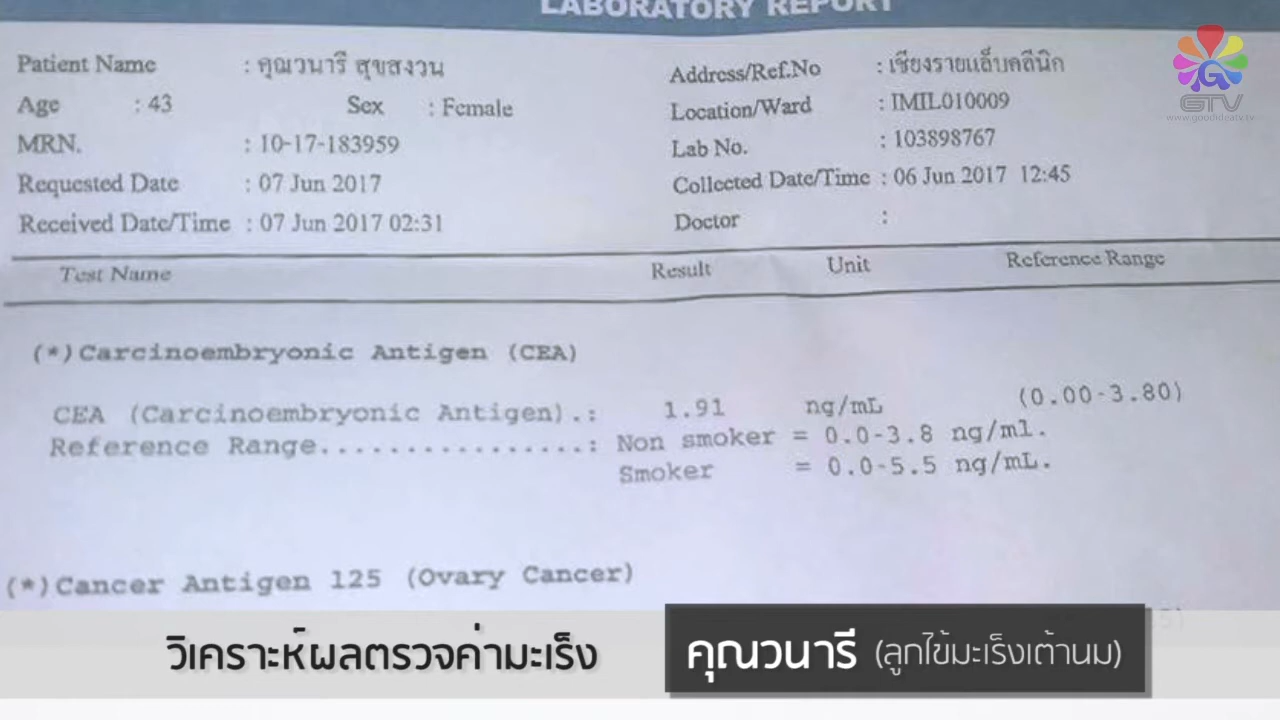 LABORATORY REPORT
Patient Name : คุณวนารี สุขสงวน
Address/Ref.No : เชียงรายแล็บคลีนิก
Age : 43 Sex : Female
Location/Ward : IMIL010009
MRN. : 10-17-183959
Lab No. : 103898767
Requested Date : 07 Jun 2017
Collected Date/Time : 06 Jun 2017 12:45
Received Date/Time : 07 Jun 2017 02:31
Doctor :
Test Name Result Unit Reference Range
(*)Carcinoembryonic Antigen (CEA)
CEA (Carcinoembryonic Antigen).: 1.91 ng/mL (0.00-3.80)
Reference Range................: Non smoker = 0.0-3.8 ng/ml.
Smoker = 0.0-5.5 ng/mL.
(*)Cancer Antigen 125 (Ovary Cancer)
วิเคราะห์ผลตรวจค่ามะเร็ง
คุณวนารี (ลูกไข้มะเร็งเต้านม)
G
GTV